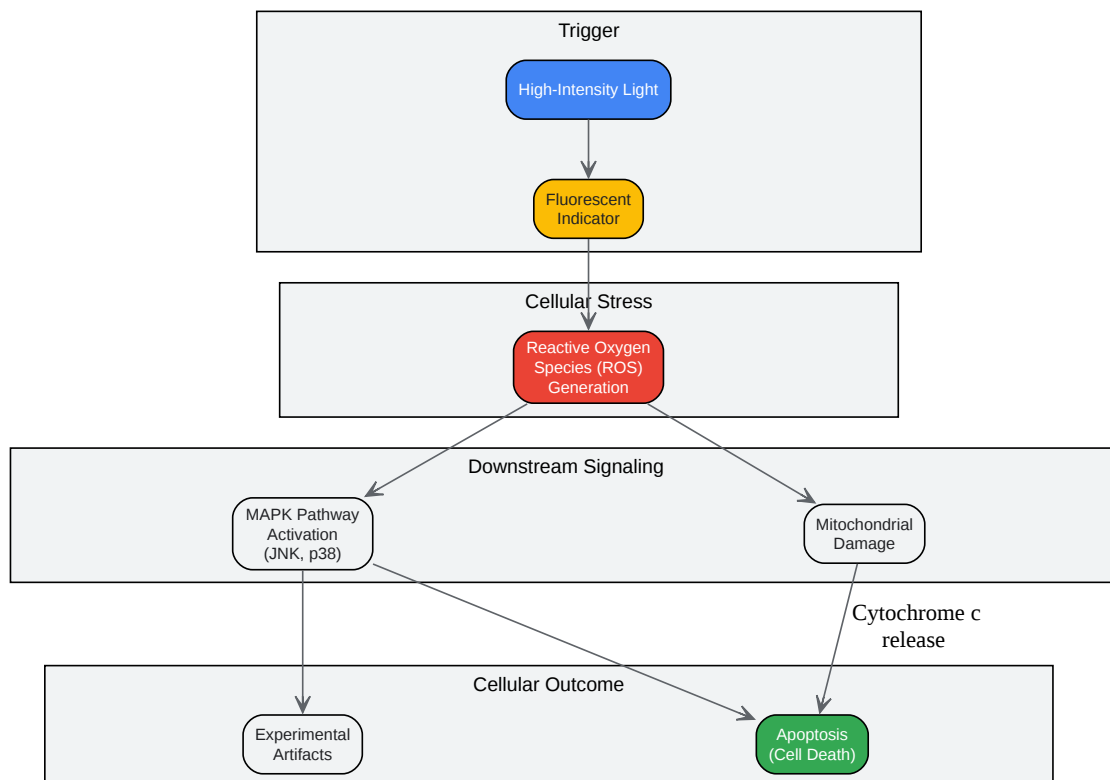 Trigger
High-Intensity Light
Fluorescent
Indicator
Cellular Stress
Reactive Oxygen
Species (ROS)
Generation
Downstream Signaling
MAPK Pathway
Activation
(JNK, p38)
Mitochondrial
Damage
Cytochrome c
release
Cellular Outcome
Experimental
Artifacts
Apoptosis
(Cell Death)